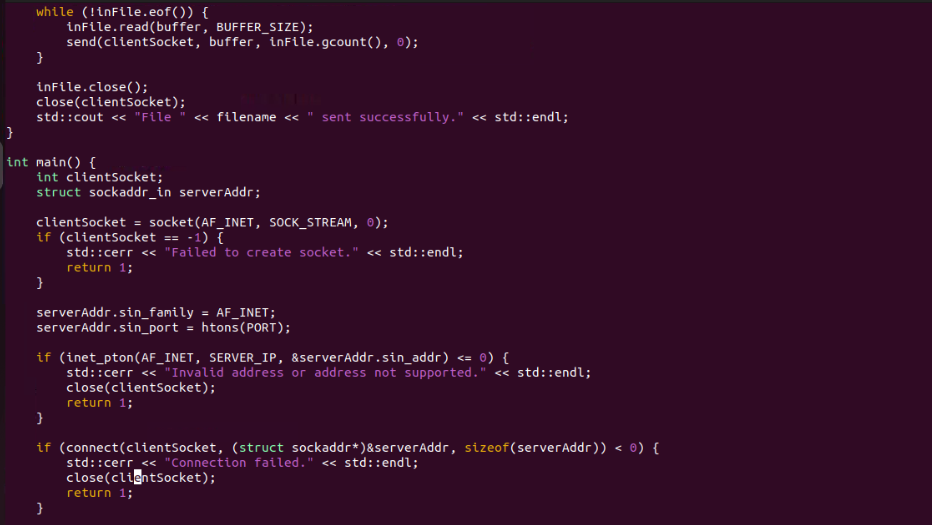 while (!inFile.eof()) {
inFile.read(buffer, BUFFER_SIZE);
send(clientSocket, buffer, inFile.gcount(), 0);
}
inFile.close();
close(clientSocket);
std::cout << "File " << filename << " sent successfully." << std::endl;
}
int main() {
int clientSocket;
struct sockaddr_in serverAddr;
clientSocket = socket(AF_INET, SOCK_STREAM, 0);
if (clientSocket == -1) {
std::cerr << "Failed to create socket." << std::endl;
return 1;
}
serverAddr.sin_family = AF_INET;
serverAddr.sin_port = htons(PORT);
if (inet_pton(AF_INET, SERVER_IP, &serverAddr.sin_addr) <= 0) {
std::cerr << "Invalid address or address not supported." << std::endl;
close(clientSocket);
return 1;
}
if (connect(clientSocket, (struct sockaddr*)&serverAddr, sizeof(serverAddr)) < 0) {
std::cerr << "Connection failed." << std::endl;
close(clientSocket);
return 1;
}